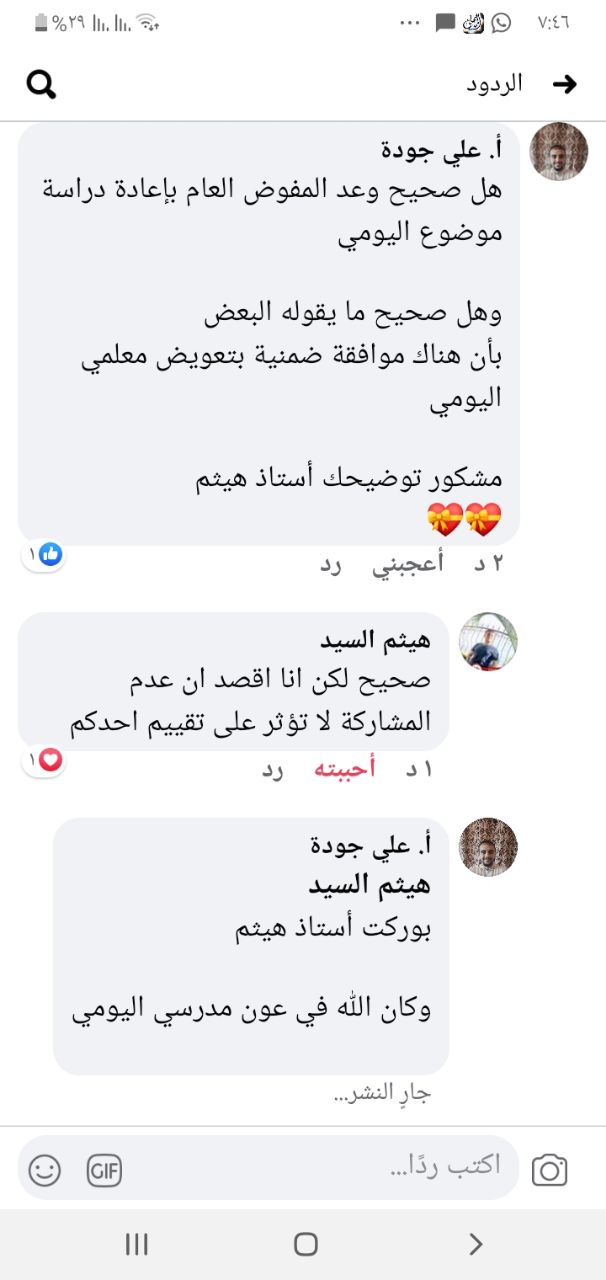 ٧:٤٦
%٢٩
الردود
أ. علي جودة
هل صحيح وعد المفوض العام بإعادة دراسة
موضوع اليومي
وهل صحيح ما يقوله البعض
بأن هناك موافقة ضمنية بتعويض معلمي
اليومي
مشكور توضيحك أستاذ هيثم
💝💝
٢ د أعجبني رد
١
هيثم السيد
صحيح لكن انا اقصد ان عدم
المشاركة لا تؤثر على تقييم احدكم
١ د أحببته رد
١
أ. علي جودة
هيثم السيد
بوركت أستاذ هيثم
وكان الله في عون مدرسي اليومي
جارٍ النشر...
اكتب ردًا...
GIF